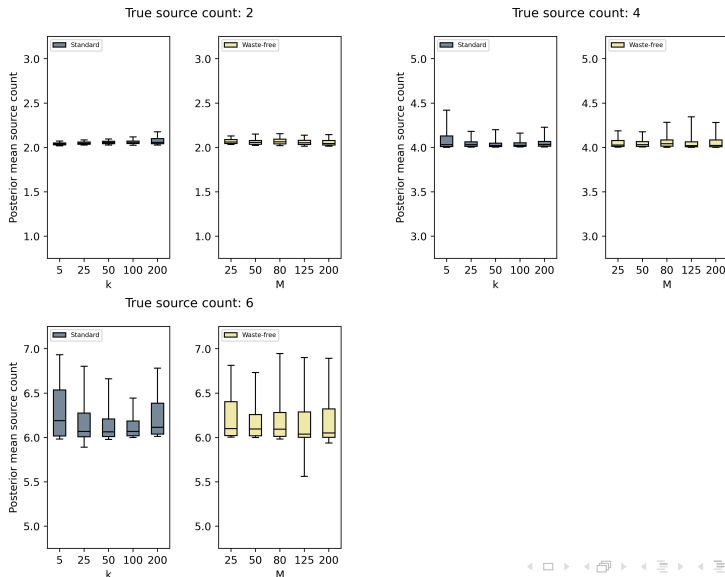 True source count: 2
Posterior mean source count
3.0
2.5
2.0
1.5
1.0
Standard
5 25 50 100 200
k
Waste-free
3.0
2.5
2.0
1.5
1.0
25 50 80 125 200
M
True source count: 4
Posterior mean source count
5.0
4.5
4.0
3.5
3.0
Standard
5 25 50 100 200
k
Waste-free
5.0
4.5
4.0
3.5
3.0
25 50 80 125 200
M
True source count: 6
Posterior mean source count
7.0
6.5
6.0
5.5
5.0
Standard
5 25 50 100 200
k
Waste-free
7.0
6.5
6.0
5.5
5.0
25 50 80 125 200
M